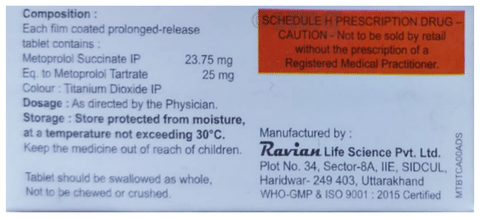 Composition :
Each film coated prolonged-release
tablet contains :
Metoprolol Succinate IP 23.75 mg
Eq. to Metoprolol Tartrate 25 mg
Colour : Titanium Dioxide IP
Dosage : As directed by the Physician.
Storage : Store protected from moisture,
at a temperature not exceeding 30°C.
Keep the medicine out of reach of children.
Tablet should be swallowed as whole,
Not to be chewed or crushed.
SCHEDULE H PRESCRIPTION DRUG –
CAUTION - Not to be sold by retail
without the prescription of a
Registered Medical Practitioner.
Manufactured by :
Ravian Life Science Pvt. Ltd.
Plot No. 34, Sector-8A, IIE, SIDCUL,
Haridwar- 249 403, Uttarakhand
WHO-GMP & ISO 9001 : 2015 Certified
MTBTCA00ADS